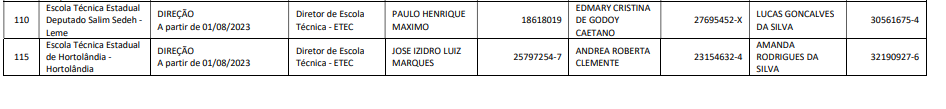 110 Escola Técnica Estadual Deputado Salim Sedeh - Leme DIREÇÃO A partir de 01/08/2023 Diretor de Escola Técnica - ETEC PAULO HENRIQUE MAXIMO 18618019 EDMARY CRISTINA DE GODOY CAETANO 27695452-X LUCAS GONCALVES DA SILVA 30561675-4
115 Escola Técnica Estadual de Hortolândia - Hortolândia DIREÇÃO A partir de 01/08/2023 Diretor de Escola Técnica - ETEC JOSE IZIDRO LUIZ MARQUES 25797254-7 ANDREA ROBERTA CLEMENTE 23154632-4 AMANDA RODRIGUES DA SILVA 32190927-6